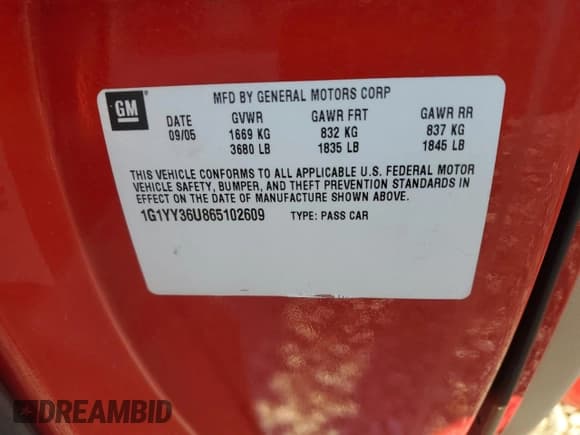 GM
MFD BY GENERAL MOTORS CORP
DATE GVWR GAWR FRT GAWR RR
09/05 1669 KG 832 KG 837 KG
3680 LB 1835 LB 1845 LB
THIS VEHICLE CONFORMS TO ALL APPLICABLE U.S. FEDERAL MOTOR
VEHICLE SAFETY, BUMPER, AND THEFT PREVENTION STANDARDS IN
EFFECT ON THE DATE OF MANUFACTURE SHOWN ABOVE.
1G1YY36U865102609 TYPE: PASS CAR
DREAMBID